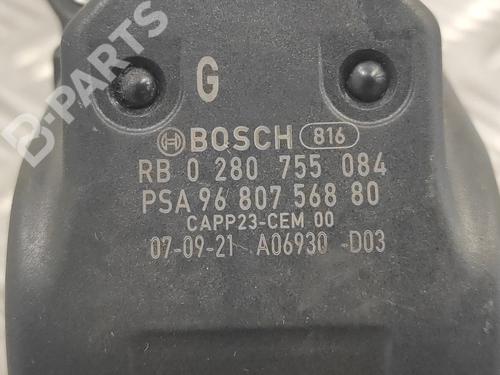 B-PARTS
G
BOSCH 816
RB 0 280 755 084
PSA 96 807 568 80
CAPP23-CEM 00
07-09-21 A06930 -D03
B-PARTS